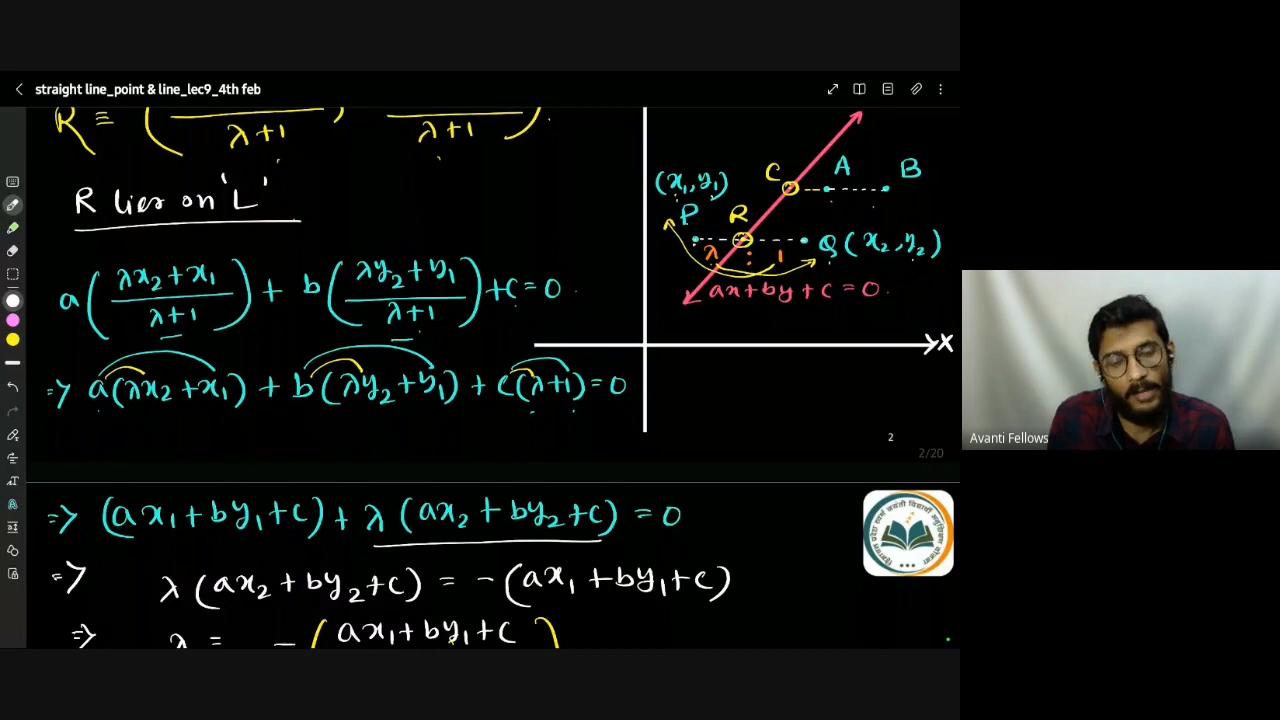 straight line_point & line_lec9_4th feb
R ≡ ( / λ+1 , / λ+1 ).
R lies on 'L'
a((λx₂+x₁)/(λ+1)) + b((λy₂+y₁)/(λ+1)) + c = 0
=> a(λx₂+x₁) + b(λy₂+y₁) + c(λ+1) = 0
(x₁,y₁)
C A B
P R Q(x₂,y₂)
λ : 1
ax+by+c=0
X
2
2/20
=> (ax₁+by₁+c) + λ(ax₂+by₂+c) = 0
=> λ(ax₂+by₂+c) = -(ax₁+by₁+c)
=> λ = -(ax₁+by₁+c)
Avanti Fellows